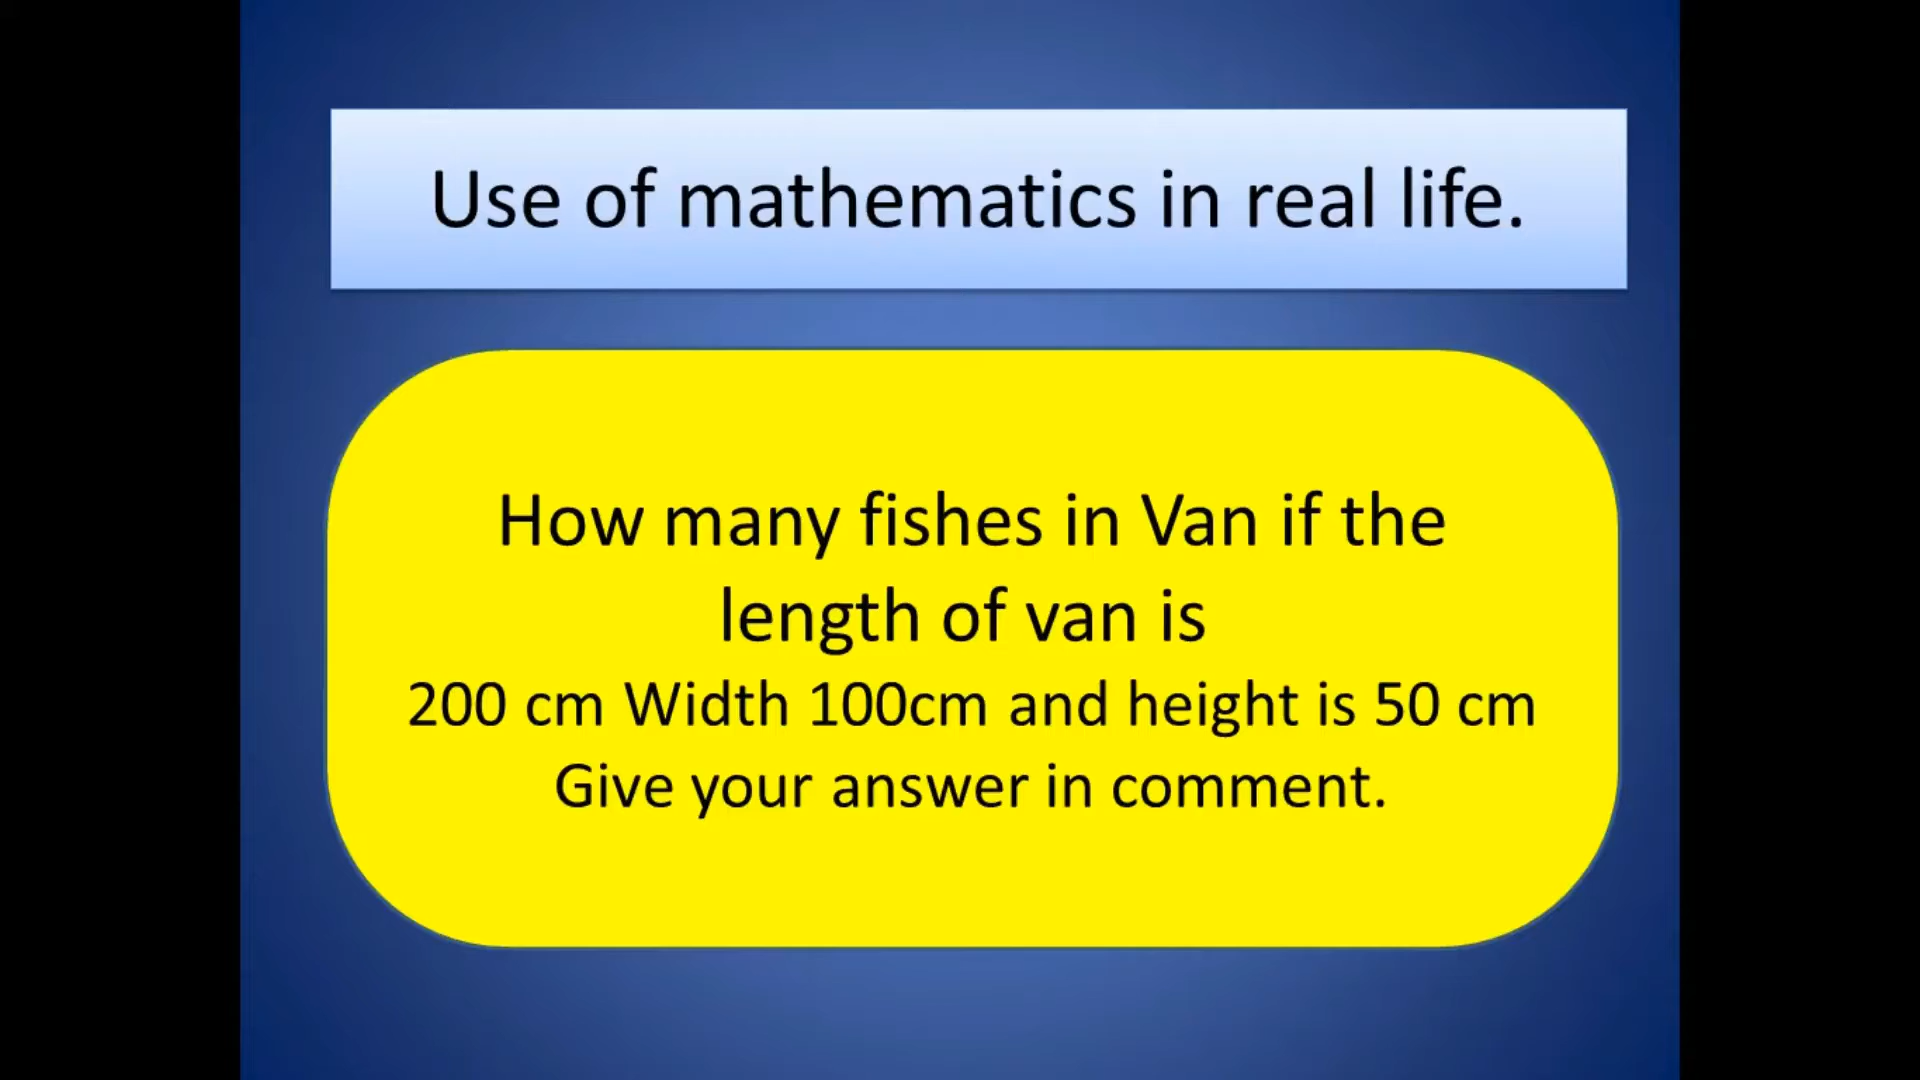 Use of mathematics in real life.
How many fishes in Van if the
length of van is
200 cm Width 100cm and height is 50 cm
Give your answer in comment.